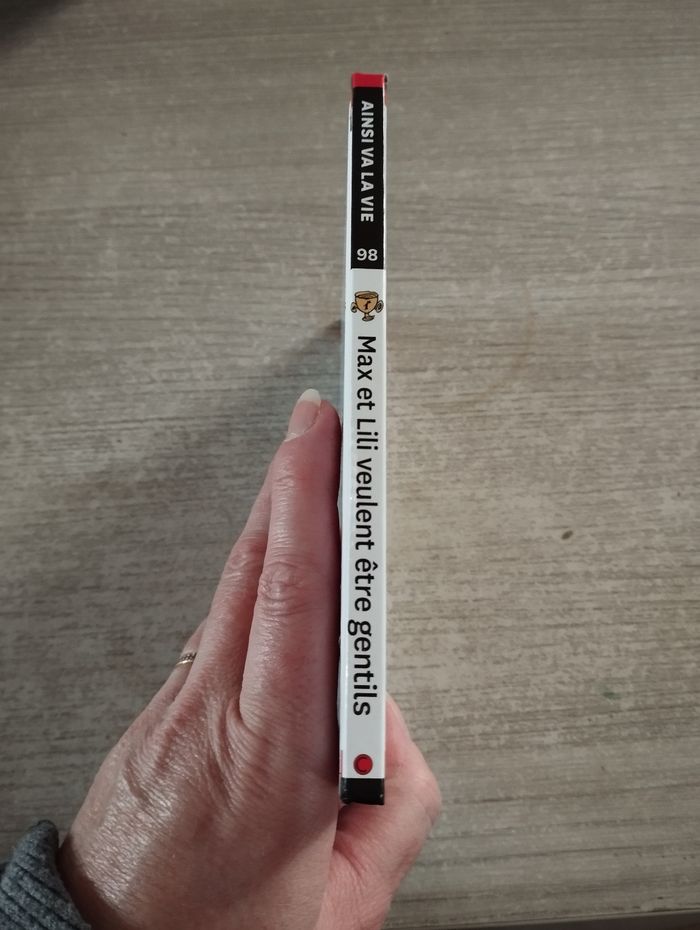 AINSI VA LA VIE
98
Max et Lili veulent être gentils